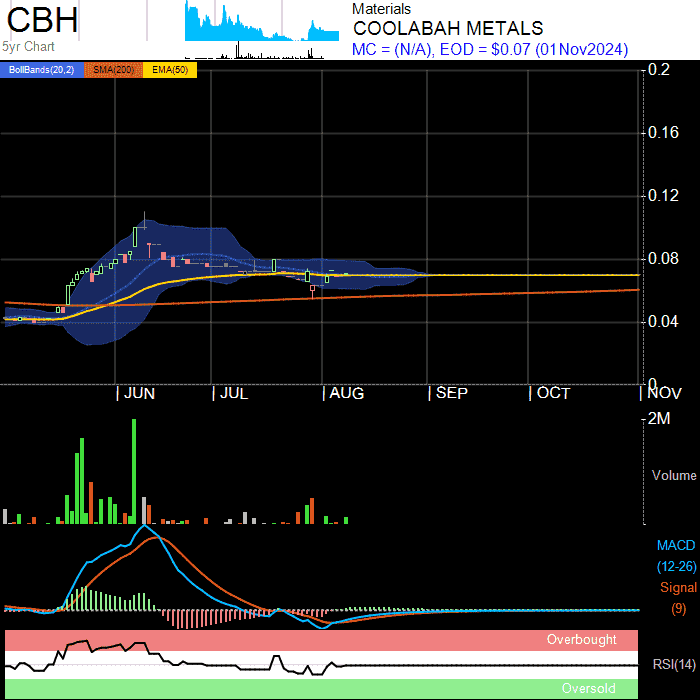 CBH
5yr Chart
Materials
COOLABAH METALS
MC = (N/A), EOD = $0.07 (01Nov2024)
BollBands(20,2) SMA(200) EMA(50)
0.2
0.16
0.12
0.08
0.04
0
JUN JUL AUG SEP OCT NOV
2M
Volume
MACD
(12-26)
Signal
(9)
Overbought
RSI(14)
Oversold